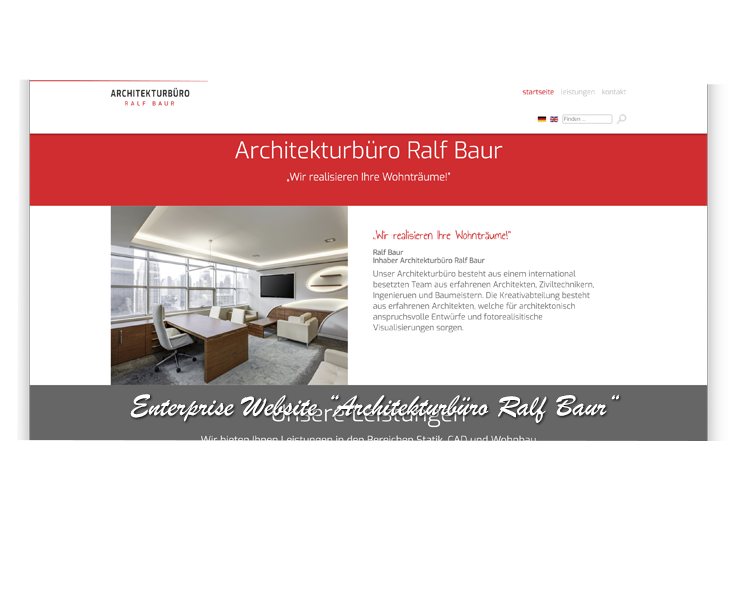 ARCHITEKTURBÜRO
RALF BAUR
startseite leistungen kontakt
Finden...
Architekturbüro Ralf Baur
„Wir realisieren Ihre Wohnträume!“
„Wir realisieren Ihre Wohnträume!“
Ralf Baur
Inhaber Architekturbüro Ralf Baur
Unser Architekturbüro besteht aus einem international
besetzten Team aus erfahrenen Architekten, Ziviltechnikern,
Ingenieruen und Baumeistern. Die Kreativabteilung besteht
aus erfahrenen Architekten, welche für architektonisch
anspruchsvolle Entwürfe und fotorealisitische
Visualisierungen sorgen.
Enterprise Website “Architekturbüro Ralf Baur“
Unsere Leistungen
Wir bieten Ihnen Leistungen in den Bereichen Statik, CAD und Wohnbau